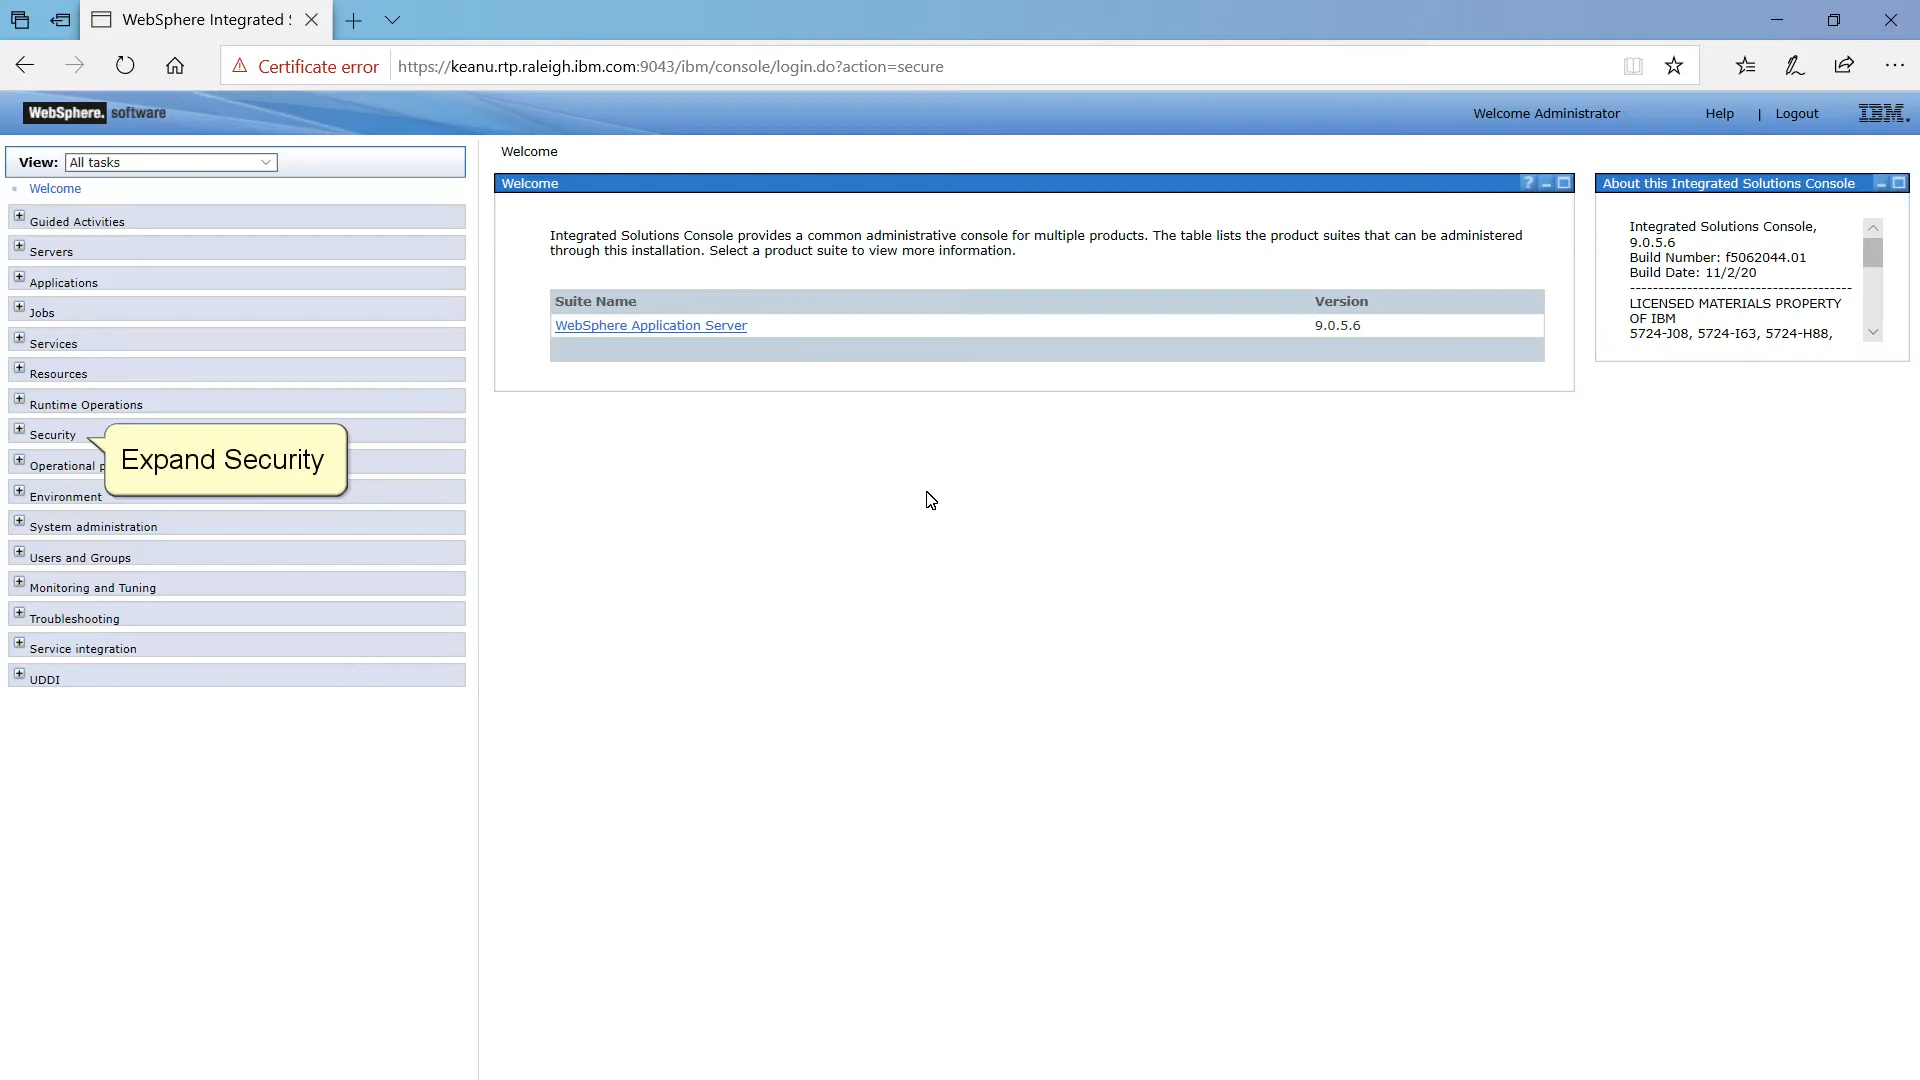 WebSphere Integrated S
Certificate error
https://keanu.rtp.raleigh.ibm.com:9043/ibm/console/login.do?action=secure
WebSphere. software
Welcome Administrator
Help | Logout
IBM.
View: All tasks
Welcome
Guided Activities
Servers
Applications
Jobs
Services
Resources
Runtime Operations
Security
Expand Security
Operational p
Environment
System administration
Users and Groups
Monitoring and Tuning
Troubleshooting
Service integration
UDDI
Welcome
Welcome
?
Integrated Solutions Console provides a common administrative console for multiple products. The table lists the product suites that can be administered
through this installation. Select a product suite to view more information.
Suite Name Version
WebSphere Application Server 9.0.5.6
About this Integrated Solutions Console
Integrated Solutions Console,
9.0.5.6
Build Number: f5062044.01
Build Date: 11/2/20
----------------------------------------
LICENSED MATERIALS PROPERTY
OF IBM
5724-J08, 5724-I63, 5724-H88,